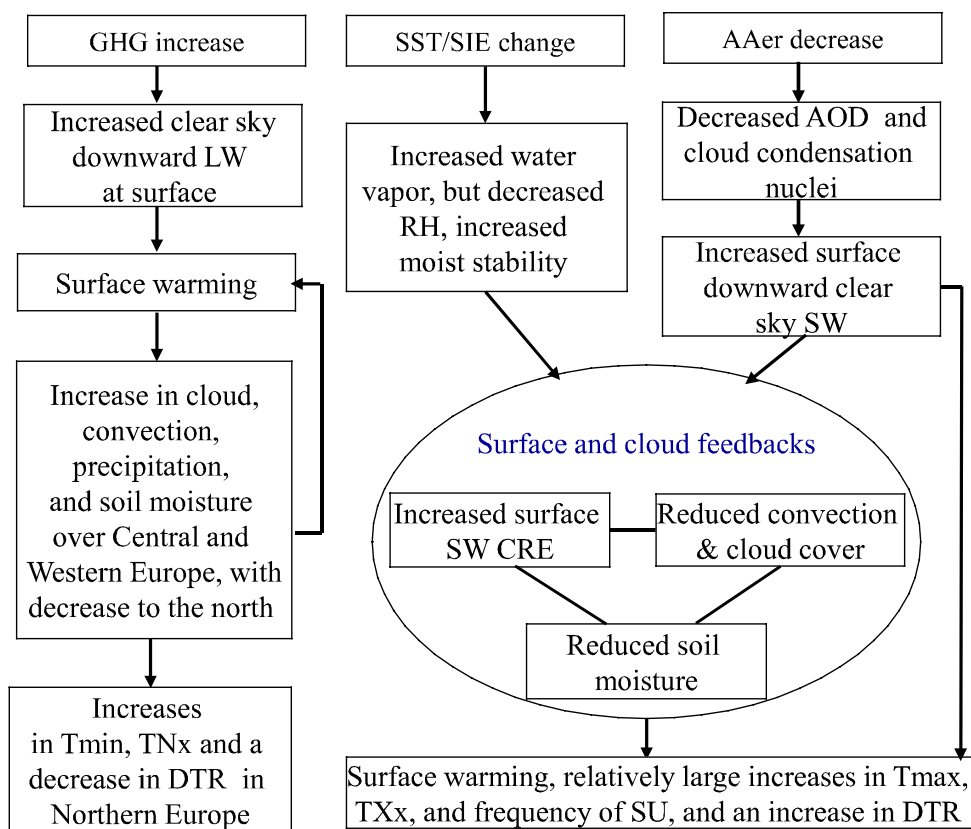 GHG increase
Increased clear sky
downward LW
at surface
Surface warming
Increase in cloud,
convection,
precipitation,
and soil moisture
over Central and
Western Europe, with
decrease to the north
Increases
in Tmin, TNx and a
decrease in DTR in
Northern Europe
SST/SIE change
Increased water
vapor, but decreased
RH, increased
moist stability
AAer decrease
Decreased AOD and
cloud condensation
nuclei
Increased surface
downward clear
sky SW
Surface and cloud feedbacks
Increased surface
SW CRE
Reduced convection
& cloud cover
Reduced soil
moisture
Surface warming, relatively large increases in Tmax,
TXx, and frequency of SU, and an increase in DTR